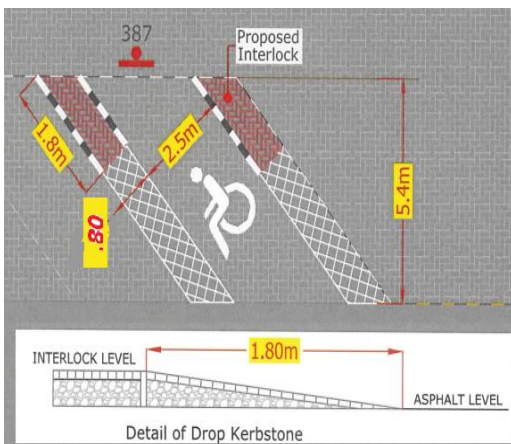 387
Proposed
Interlock
1.8m
2.5m
.80
5.4m
1.80m
INTERLOCK LEVEL
ASPHALT LEVEL
Detail of Drop Kerbstone